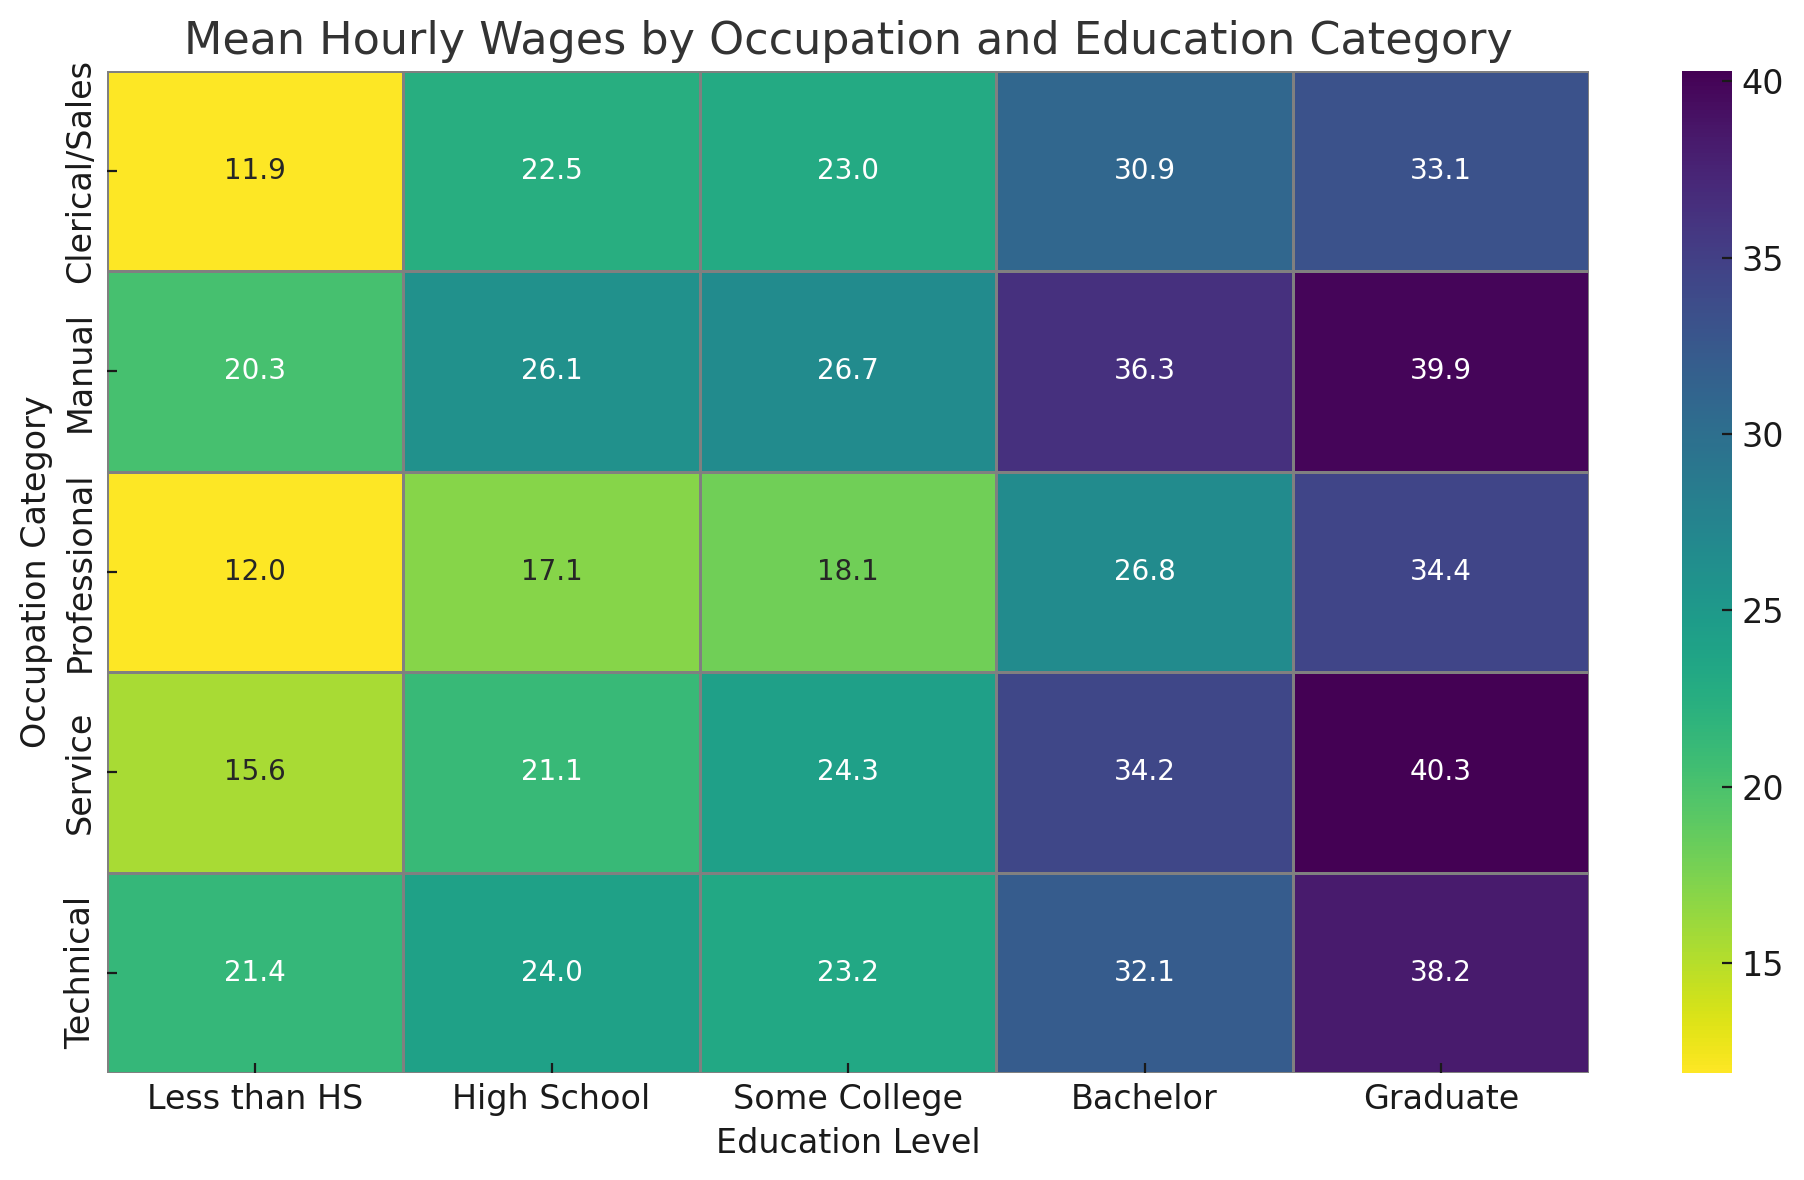 Mean Hourly Wages by Occupation and Education Category
Occupation Category
Clerical/Sales
11.9 22.5 23.0 30.9 33.1
Manual
20.3 26.1 26.7 36.3 39.9
Professional
12.0 17.1 18.1 26.8 34.4
Service
15.6 21.1 24.3 34.2 40.3
Technical
21.4 24.0 23.2 32.1 38.2
Less than HS High School Some College Bachelor Graduate
Education Level
40
35
30
25
20
15